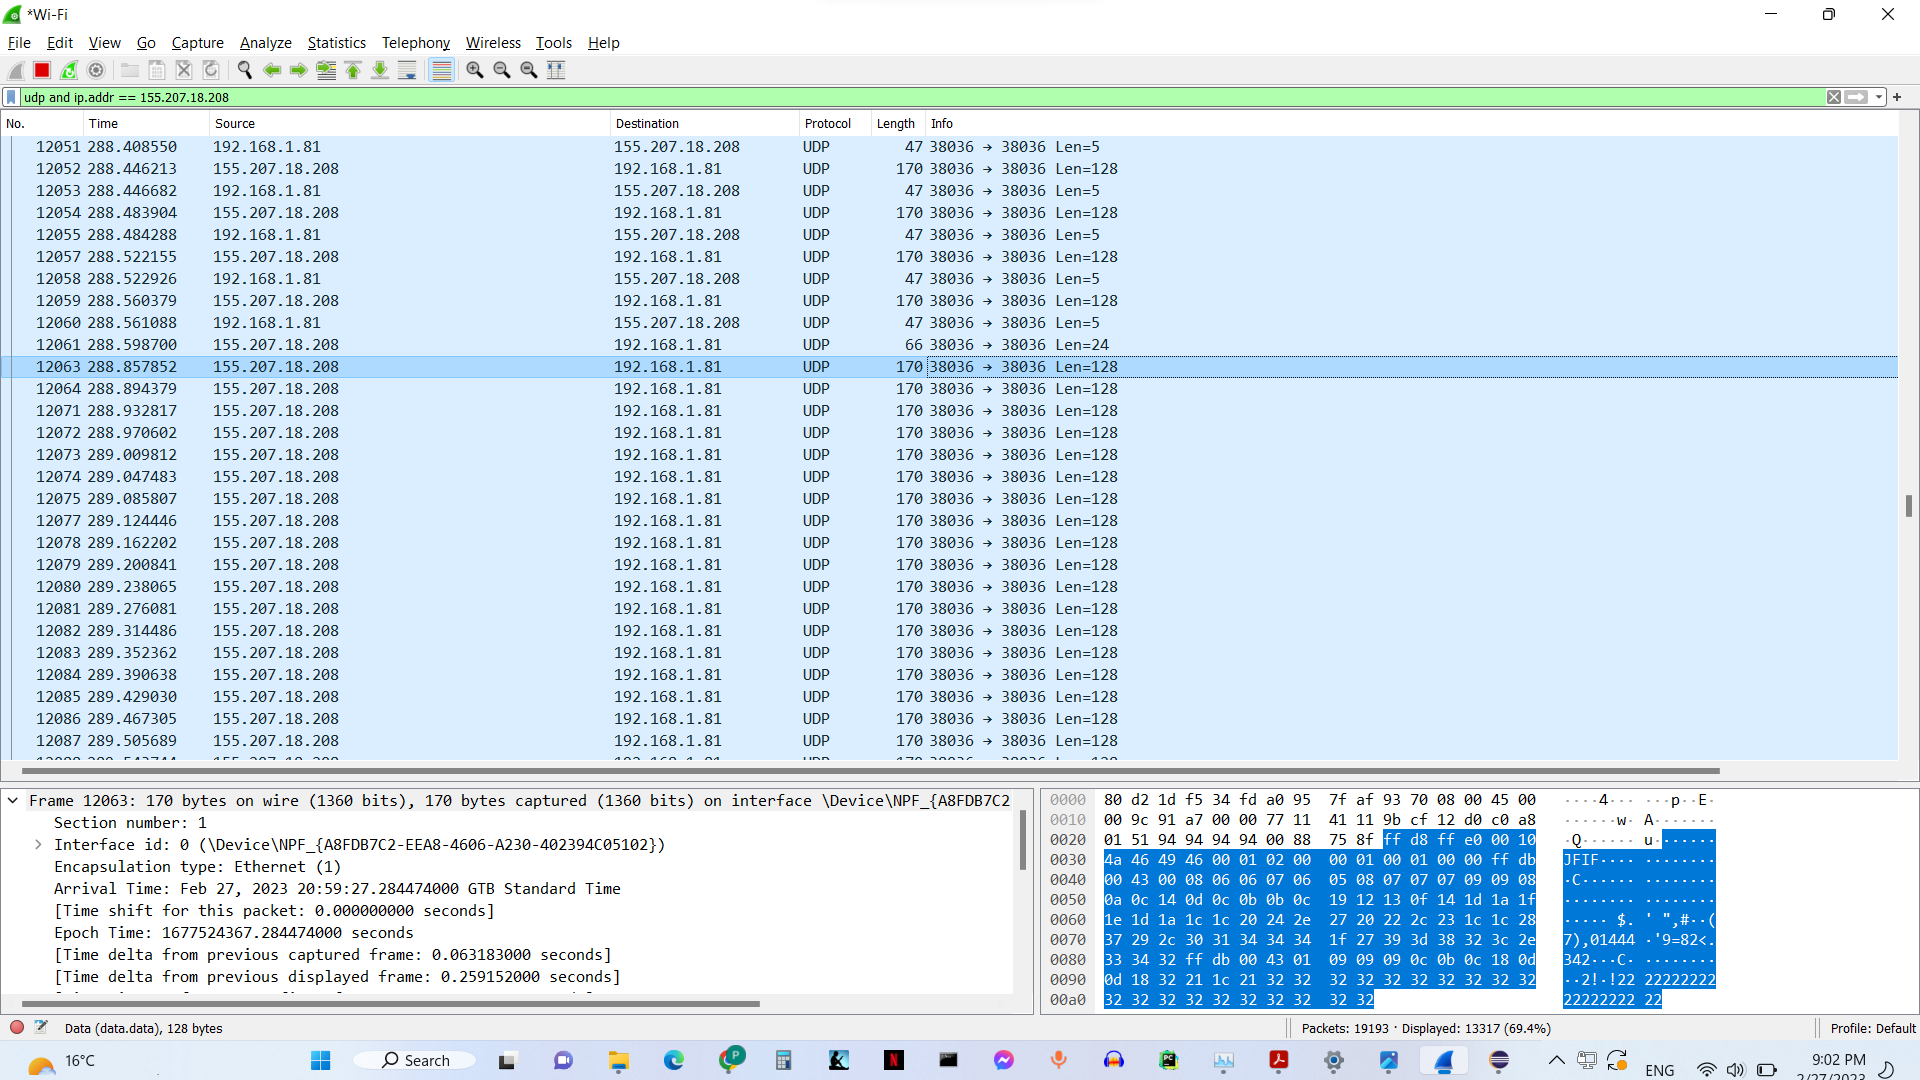 *Wi-Fi
File Edit View Go Capture Analyze Statistics Telephony Wireless Tools Help
udp and ip.addr == 155.207.18.208
No. Time Source Destination Protocol Length Info
12051 288.408550 192.168.1.81 155.207.18.208 UDP 47 38036 → 38036 Len=5
12052 288.446213 155.207.18.208 192.168.1.81 UDP 170 38036 → 38036 Len=128
12053 288.446682 192.168.1.81 155.207.18.208 UDP 47 38036 → 38036 Len=5
12054 288.483904 155.207.18.208 192.168.1.81 UDP 170 38036 → 38036 Len=128
12055 288.484288 192.168.1.81 155.207.18.208 UDP 47 38036 → 38036 Len=5
12057 288.522155 155.207.18.208 192.168.1.81 UDP 170 38036 → 38036 Len=128
12058 288.522926 192.168.1.81 155.207.18.208 UDP 47 38036 → 38036 Len=5
12059 288.560379 155.207.18.208 192.168.1.81 UDP 170 38036 → 38036 Len=128
12060 288.561088 192.168.1.81 155.207.18.208 UDP 47 38036 → 38036 Len=5
12061 288.598700 155.207.18.208 192.168.1.81 UDP 66 38036 → 38036 Len=24
12063 288.857852 155.207.18.208 192.168.1.81 UDP 170 38036 → 38036 Len=128
12064 288.894379 155.207.18.208 192.168.1.81 UDP 170 38036 → 38036 Len=128
12071 288.932817 155.207.18.208 192.168.1.81 UDP 170 38036 → 38036 Len=128
12072 288.970602 155.207.18.208 192.168.1.81 UDP 170 38036 → 38036 Len=128
12073 289.009812 155.207.18.208 192.168.1.81 UDP 170 38036 → 38036 Len=128
12074 289.047483 155.207.18.208 192.168.1.81 UDP 170 38036 → 38036 Len=128
12075 289.085807 155.207.18.208 192.168.1.81 UDP 170 38036 → 38036 Len=128
12077 289.124446 155.207.18.208 192.168.1.81 UDP 170 38036 → 38036 Len=128
12078 289.162202 155.207.18.208 192.168.1.81 UDP 170 38036 → 38036 Len=128
12079 289.200841 155.207.18.208 192.168.1.81 UDP 170 38036 → 38036 Len=128
12080 289.238065 155.207.18.208 192.168.1.81 UDP 170 38036 → 38036 Len=128
12081 289.276081 155.207.18.208 192.168.1.81 UDP 170 38036 → 38036 Len=128
12082 289.314486 155.207.18.208 192.168.1.81 UDP 170 38036 → 38036 Len=128
12083 289.352362 155.207.18.208 192.168.1.81 UDP 170 38036 → 38036 Len=128
12084 289.390638 155.207.18.208 192.168.1.81 UDP 170 38036 → 38036 Len=128
12085 289.429030 155.207.18.208 192.168.1.81 UDP 170 38036 → 38036 Len=128
12086 289.467305 155.207.18.208 192.168.1.81 UDP 170 38036 → 38036 Len=128
12087 289.505689 155.207.18.208 192.168.1.81 UDP 170 38036 → 38036 Len=128
Frame 12063: 170 bytes on wire (1360 bits), 170 bytes captured (1360 bits) on interface \Device\NPF_{A8FDB7C2
Section number: 1
Interface id: 0 (\Device\NPF_{A8FDB7C2-EEA8-4606-A230-402394C05102})
Encapsulation type: Ethernet (1)
Arrival Time: Feb 27, 2023 20:59:27.284474000 GTB Standard Time
[Time shift for this packet: 0.000000000 seconds]
Epoch Time: 1677524367.284474000 seconds
[Time delta from previous captured frame: 0.063183000 seconds]
[Time delta from previous displayed frame: 0.259152000 seconds]
0000 80 d2 1d f5 34 fd a0 95 7f af 93 70 08 00 45 00 ····4··· ···p··E·
0010 00 9c 91 a7 00 00 77 11 41 11 9b cf 12 d0 c0 a8 ······w· A·······
0020 01 51 94 94 94 94 00 88 75 8f ff d8 ff e0 00 10 ·Q······ u·······
0030 4a 46 49 46 00 01 02 00 00 01 00 01 00 00 ff db JFIF···· ········
0040 00 43 00 08 06 06 07 06 05 08 07 07 07 09 09 08 ·C······ ········
0050 0a 0c 14 0d 0c 0b 0b 0c 19 12 13 0f 14 1d 1a 1f ········ ········
0060 1e 1d 1a 1c 1c 20 24 2e 27 20 22 2c 23 1c 1c 28 ····· $. ' ",#··(
0070 37 29 2c 30 31 34 34 34 1f 27 39 3d 38 32 3c 2e 7),01444 ·'9=82<.
0080 33 34 32 ff db 00 43 01 09 09 09 0c 0b 0c 18 0d 342···C· ········
0090 0d 18 32 21 1c 21 32 32 32 32 32 32 32 32 32 32 ··2!·!22 22222222
00a0 32 32 32 32 32 32 32 32 32 32 22222222 22
Data (data.data), 128 bytes Packets: 19193 · Displayed: 13317 (69.4%) Profile: Default
16°C Search P PC N ENG 9:02 PM
2/27/2023